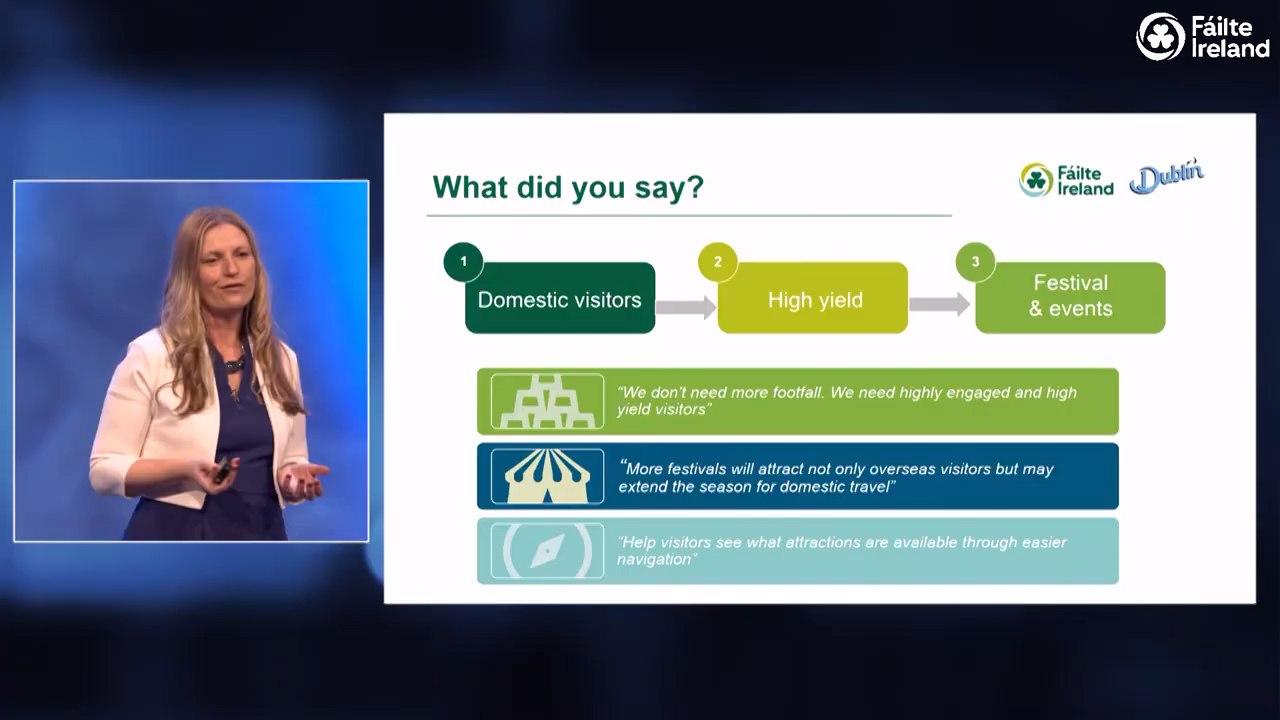 Fáilte
Ireland
What did you say?
Fáilte
Ireland
Dublin
1
2
3
Domestic visitors
High yield
Festival
& events
“We don't need more footfall. We need highly engaged and high
yield visitors”
“More festivals will attract not only overseas visitors but may
extend the season for domestic travel”
“Help visitors see what attractions are available through easier
navigation”